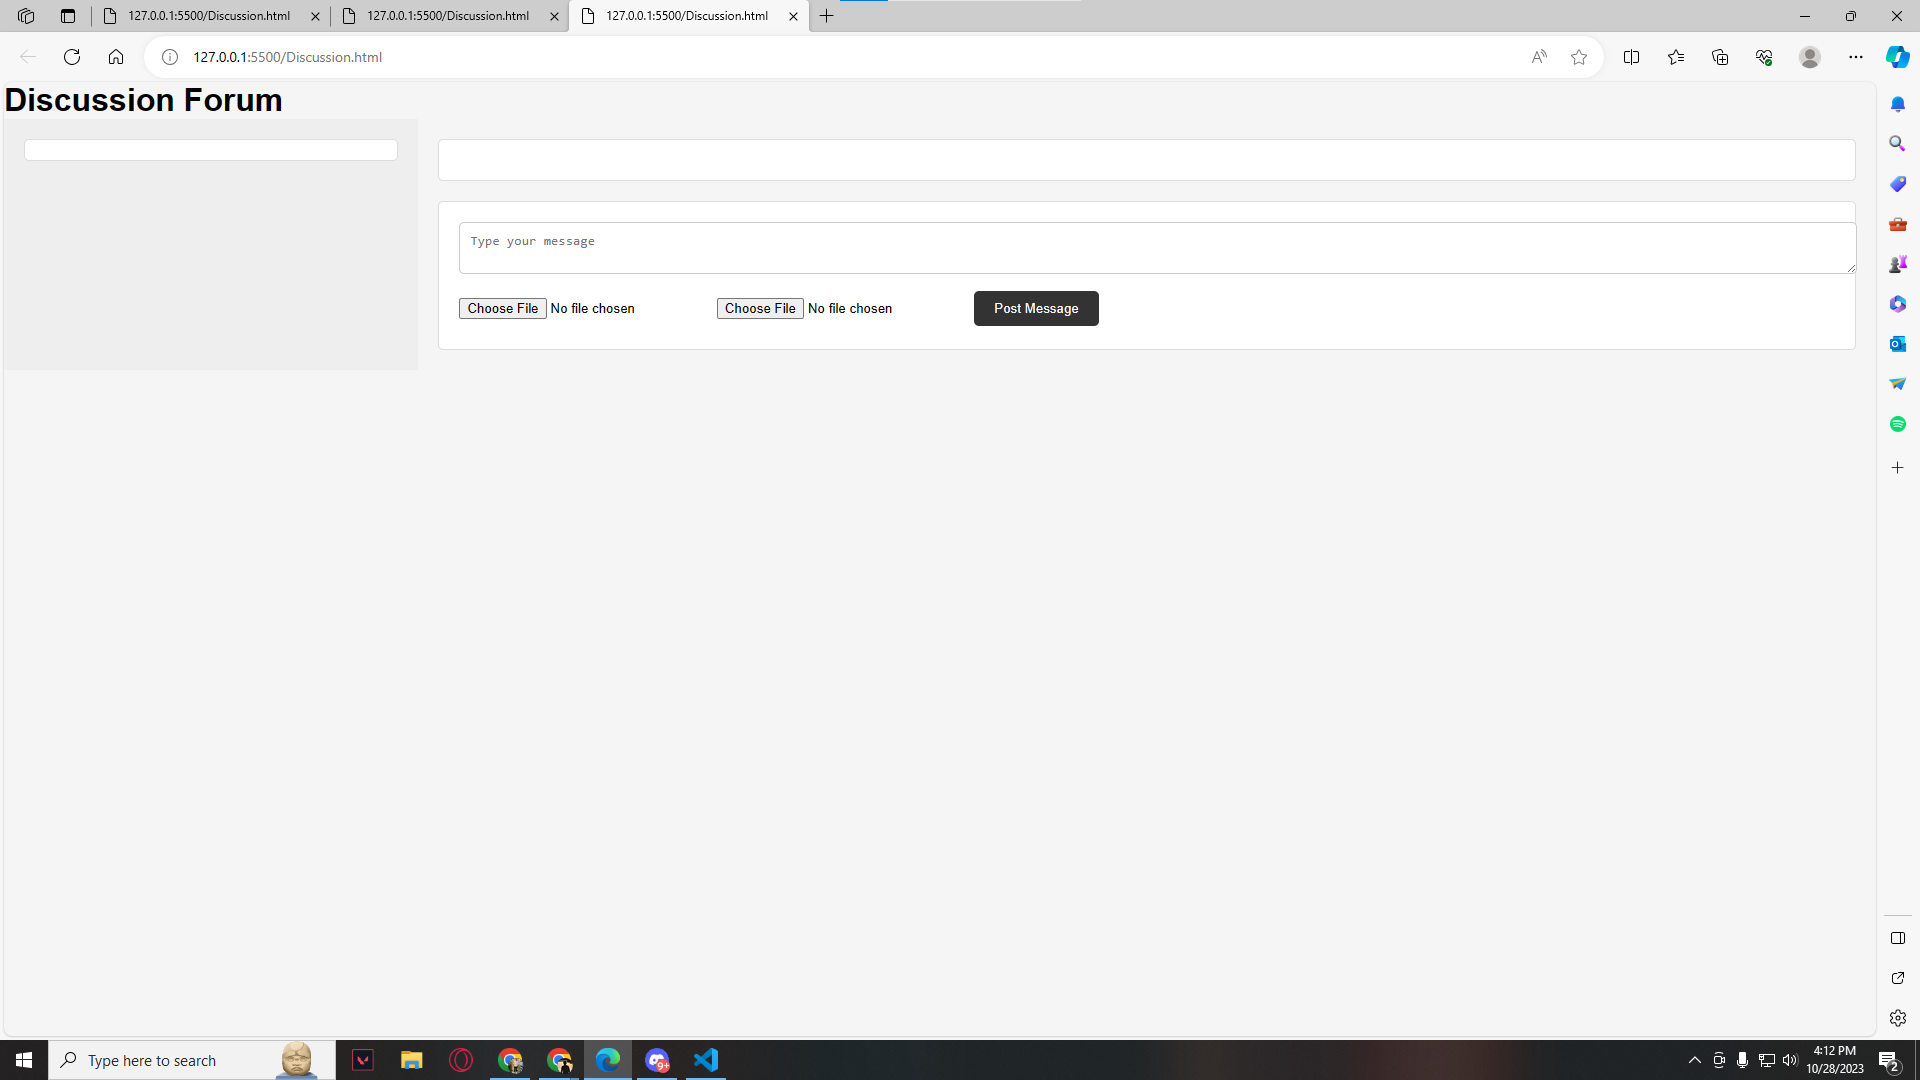 127.0.0.1:5500/Discussion.html
127.0.0.1:5500/Discussion.html
127.0.0.1:5500/Discussion.html
127.0.0.1:5500/Discussion.html
Discussion Forum
Type your message
Choose File No file chosen
Choose File No file chosen
Post Message
Type here to search
9+
4:12 PM
10/28/2023
2